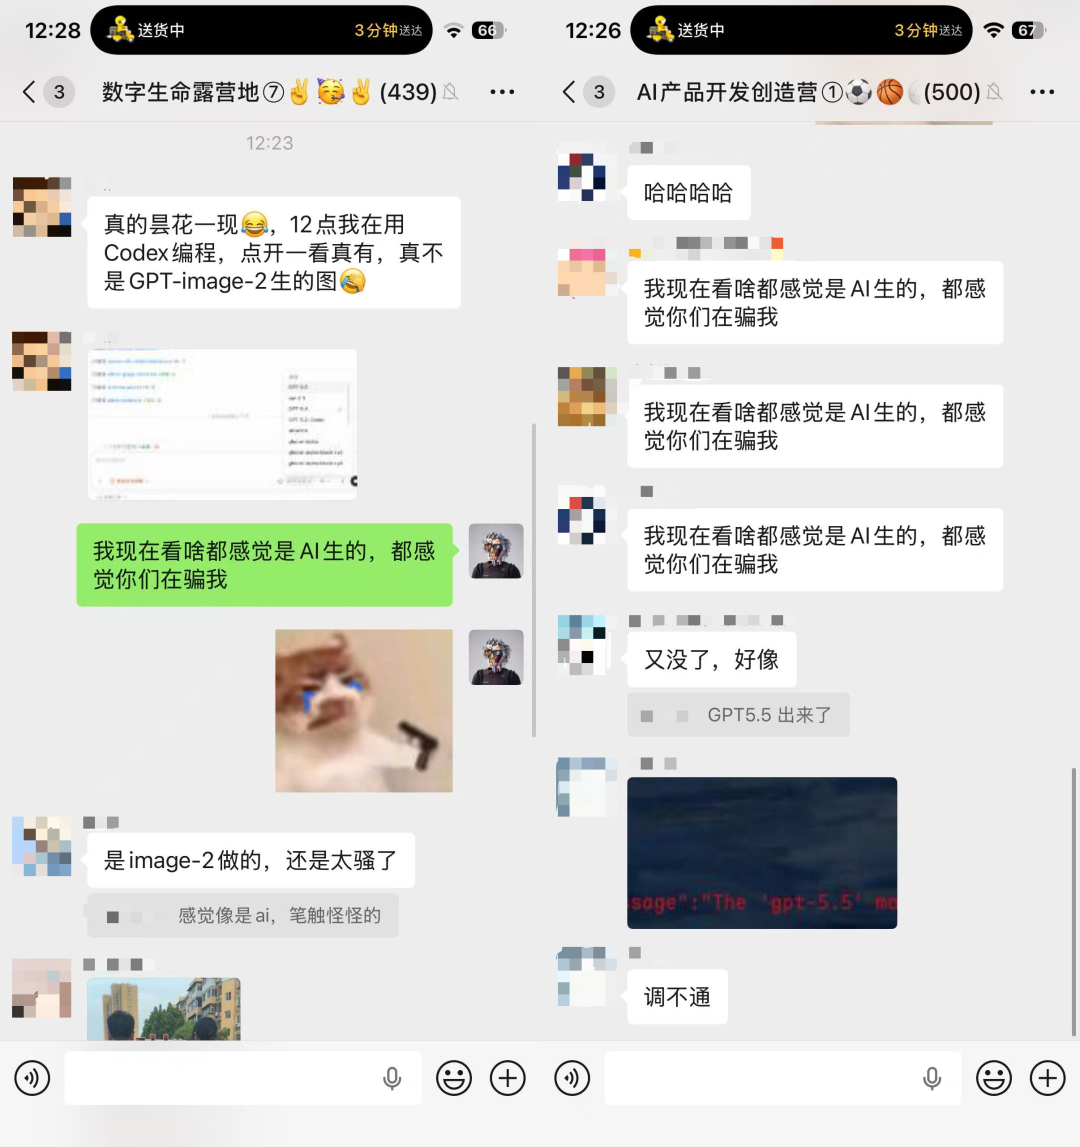 12:28
送货中
3分钟送达
66
3
数字生命露营地⑦✌️🥳✌️(439)
12:23
真的昙花一现😂，12点我在用
Codex编程，点开一看真有，真不
是GPT-image-2生的图🤣
我现在看啥都感觉是AI生的，都感
觉你们在骗我
是image-2做的，还是太骚了
感觉像是ai，笔触怪怪的
12:26
送货中
3分钟送达
67
3
AI产品开发创造营①⚽🏀(500)
哈哈哈哈
我现在看啥都感觉是AI生的，都感
觉你们在骗我
我现在看啥都感觉是AI生的，都感
觉你们在骗我
我现在看啥都感觉是AI生的，都感
觉你们在骗我
又没了，好像
GPT5.5 出来了
sage":"The 'gpt-5.5' mo
调不通